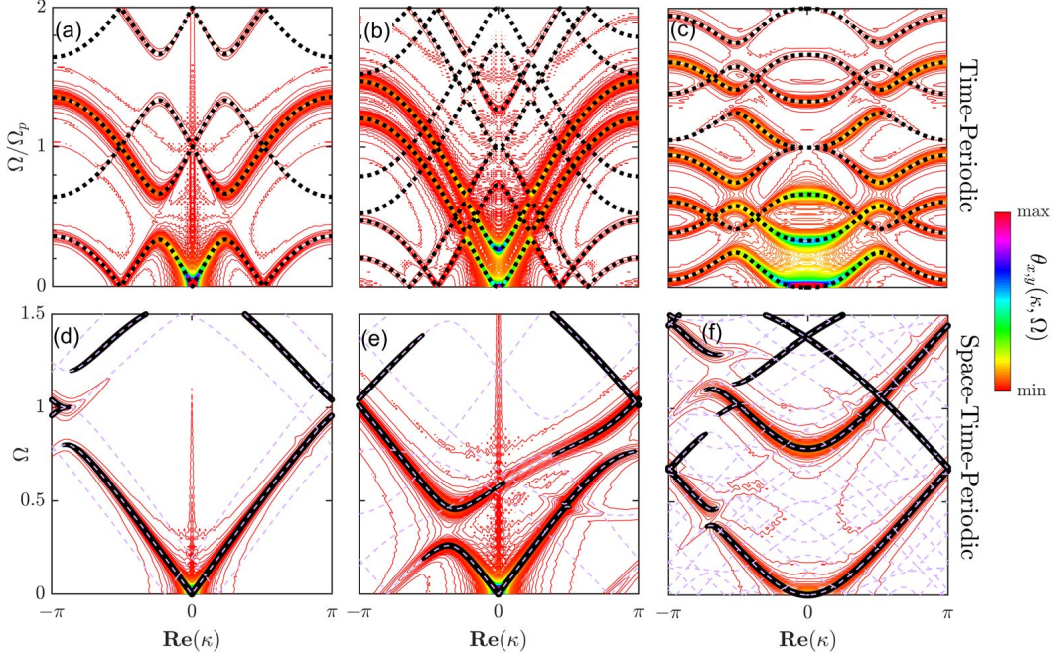 (a) (b) (c)
2
1
0
Ω/Ω_p
Time-Periodic
(d) (e) (f)
1.5
1
0.5
0
Ω
Space-Time-Periodic
−π 0 π −π 0 π −π 0 π
Re(κ) Re(κ) Re(κ)
max
θ_{x,y}(κ, Ω)
min